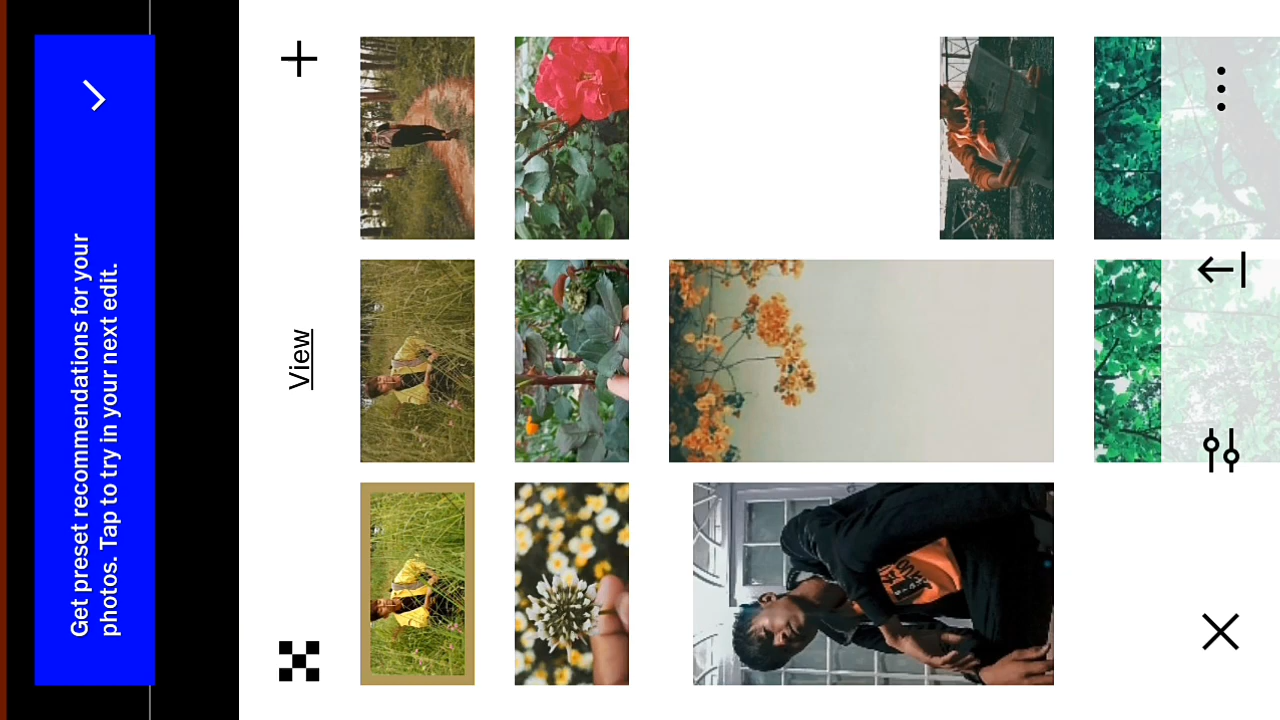 Get preset recommendations for your
photos. Tap to try in your next edit.
View